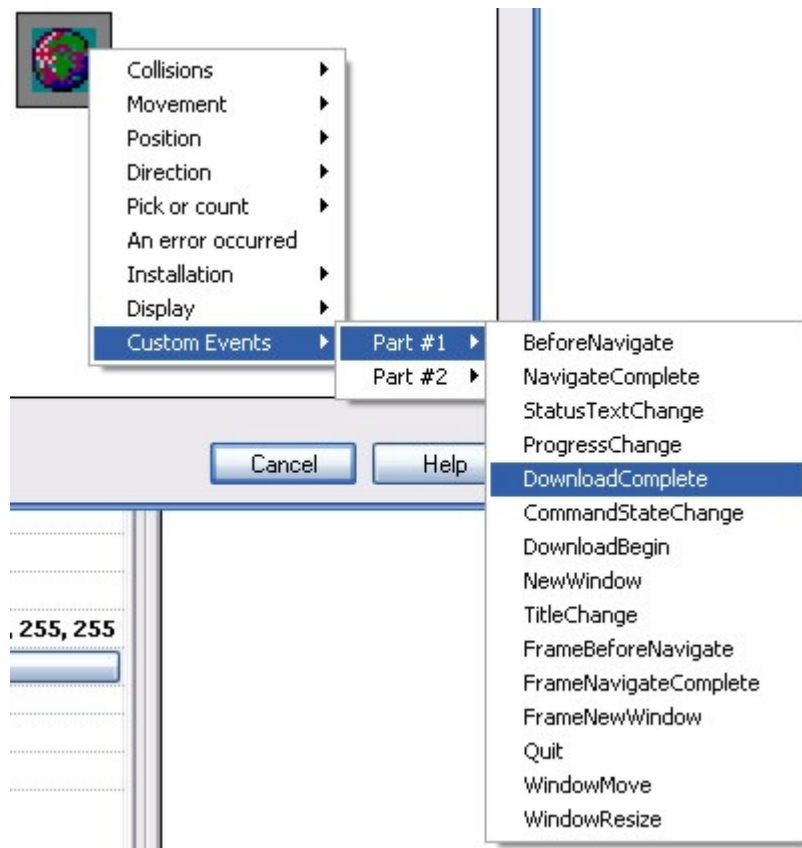 Collisions
Movement
Position
Direction
Pick or count
An error occurred
Installation
Display
Custom Events
Part #1
Part #2
BeforeNavigate
NavigateComplete
StatusTextChange
ProgressChange
DownloadComplete
CommandStateChange
DownloadBegin
NewWindow
TitleChange
FrameBeforeNavigate
FrameNavigateComplete
FrameNewWindow
Quit
WindowMove
WindowResize
Cancel
Help
, 255, 255